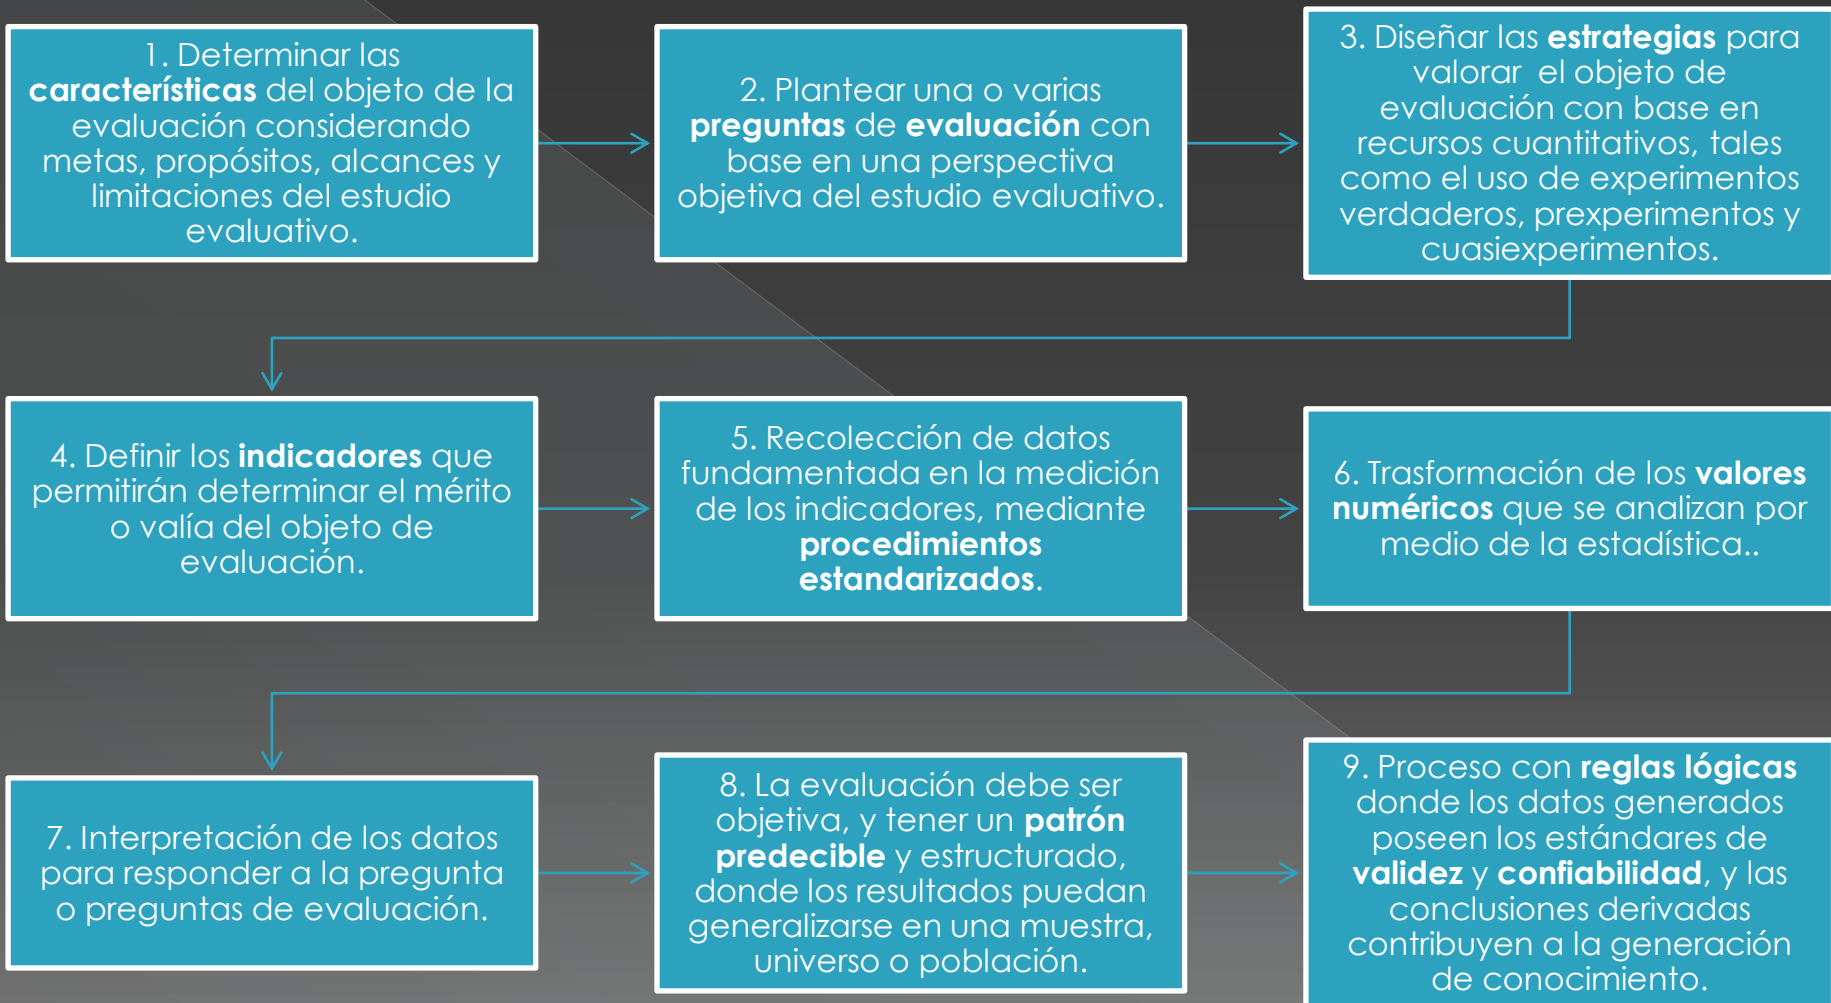 1. Determinar las
características del objeto de la
evaluación considerando
metas, propósitos, alcances y
limitaciones del estudio
evaluativo.
2. Plantear una o varias
preguntas de evaluación con
base en una perspectiva
objetiva del estudio evaluativo.
3. Diseñar las estrategias para
valorar el objeto de
evaluación con base en
recursos cuantitativos, tales
como el uso de experimentos
verdaderos, prexperimentos y
cuasiexperimentos.
4. Definir los indicadores que
permitirán determinar el mérito
o valía del objeto de
evaluación.
5. Recolección de datos
fundamentada en la medición
de los indicadores, mediante
procedimientos
estandarizados.
6. Trasformación de los valores
numéricos que se analizan por
medio de la estadística..
7. Interpretación de los datos
para responder a la pregunta
o preguntas de evaluación.
8. La evaluación debe ser
objetiva, y tener un patrón
predecible y estructurado,
donde los resultados puedan
generalizarse en una muestra,
universo o población.
9. Proceso con reglas lógicas
donde los datos generados
poseen los estándares de
validez y confiabilidad, y las
conclusiones derivadas
contribuyen a la generación
de conocimiento.